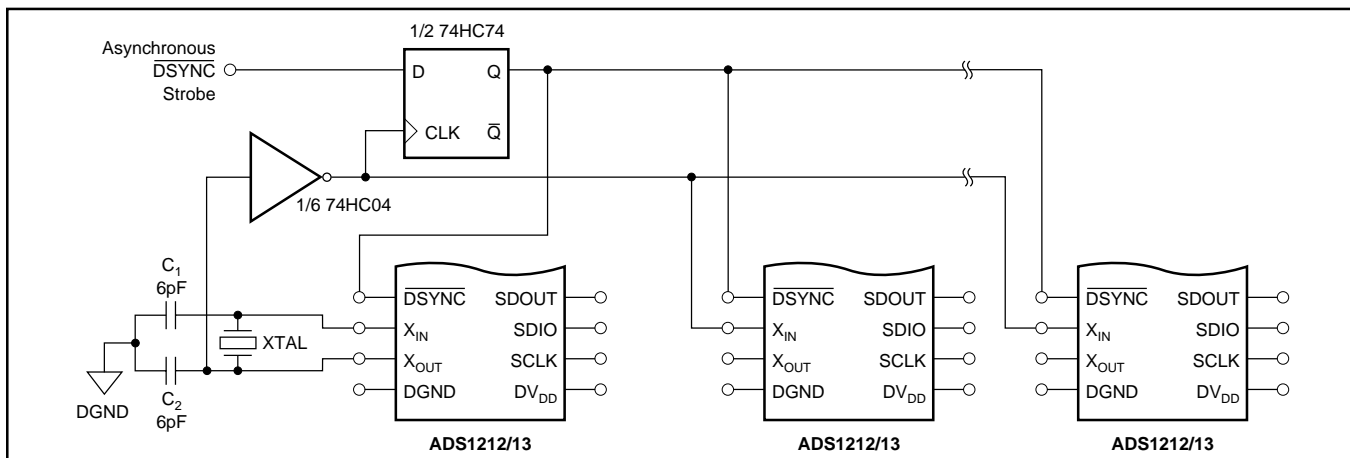 1/2 74HC74
Asynchronous
DSYNC
Strobe
D
Q
CLK
Q
1/6 74HC04
C1
6pF
XTAL
C2
6pF
DGND
DSYNC
SDOUT
XIN
SDIO
XOUT
SCLK
DGND
DVDD
ADS1212/13
DSYNC
SDOUT
XIN
SDIO
XOUT
SCLK
DGND
DVDD
ADS1212/13
DSYNC
SDOUT
XIN
SDIO
XOUT
SCLK
DGND
DVDD
ADS1212/13